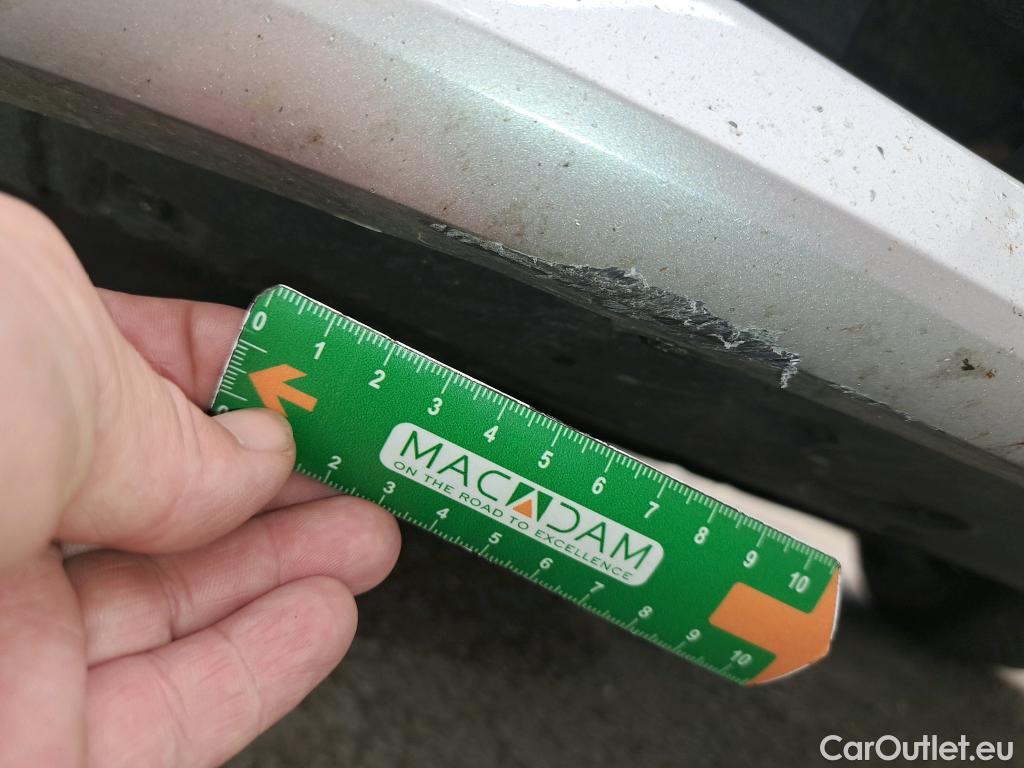 0 1 2 3 4 5 6 7 8 9 10
MACADAM
ON THE ROAD TO EXCELLENCE
2 3 4 5 6 7 8 9 10
CarOutlet.eu